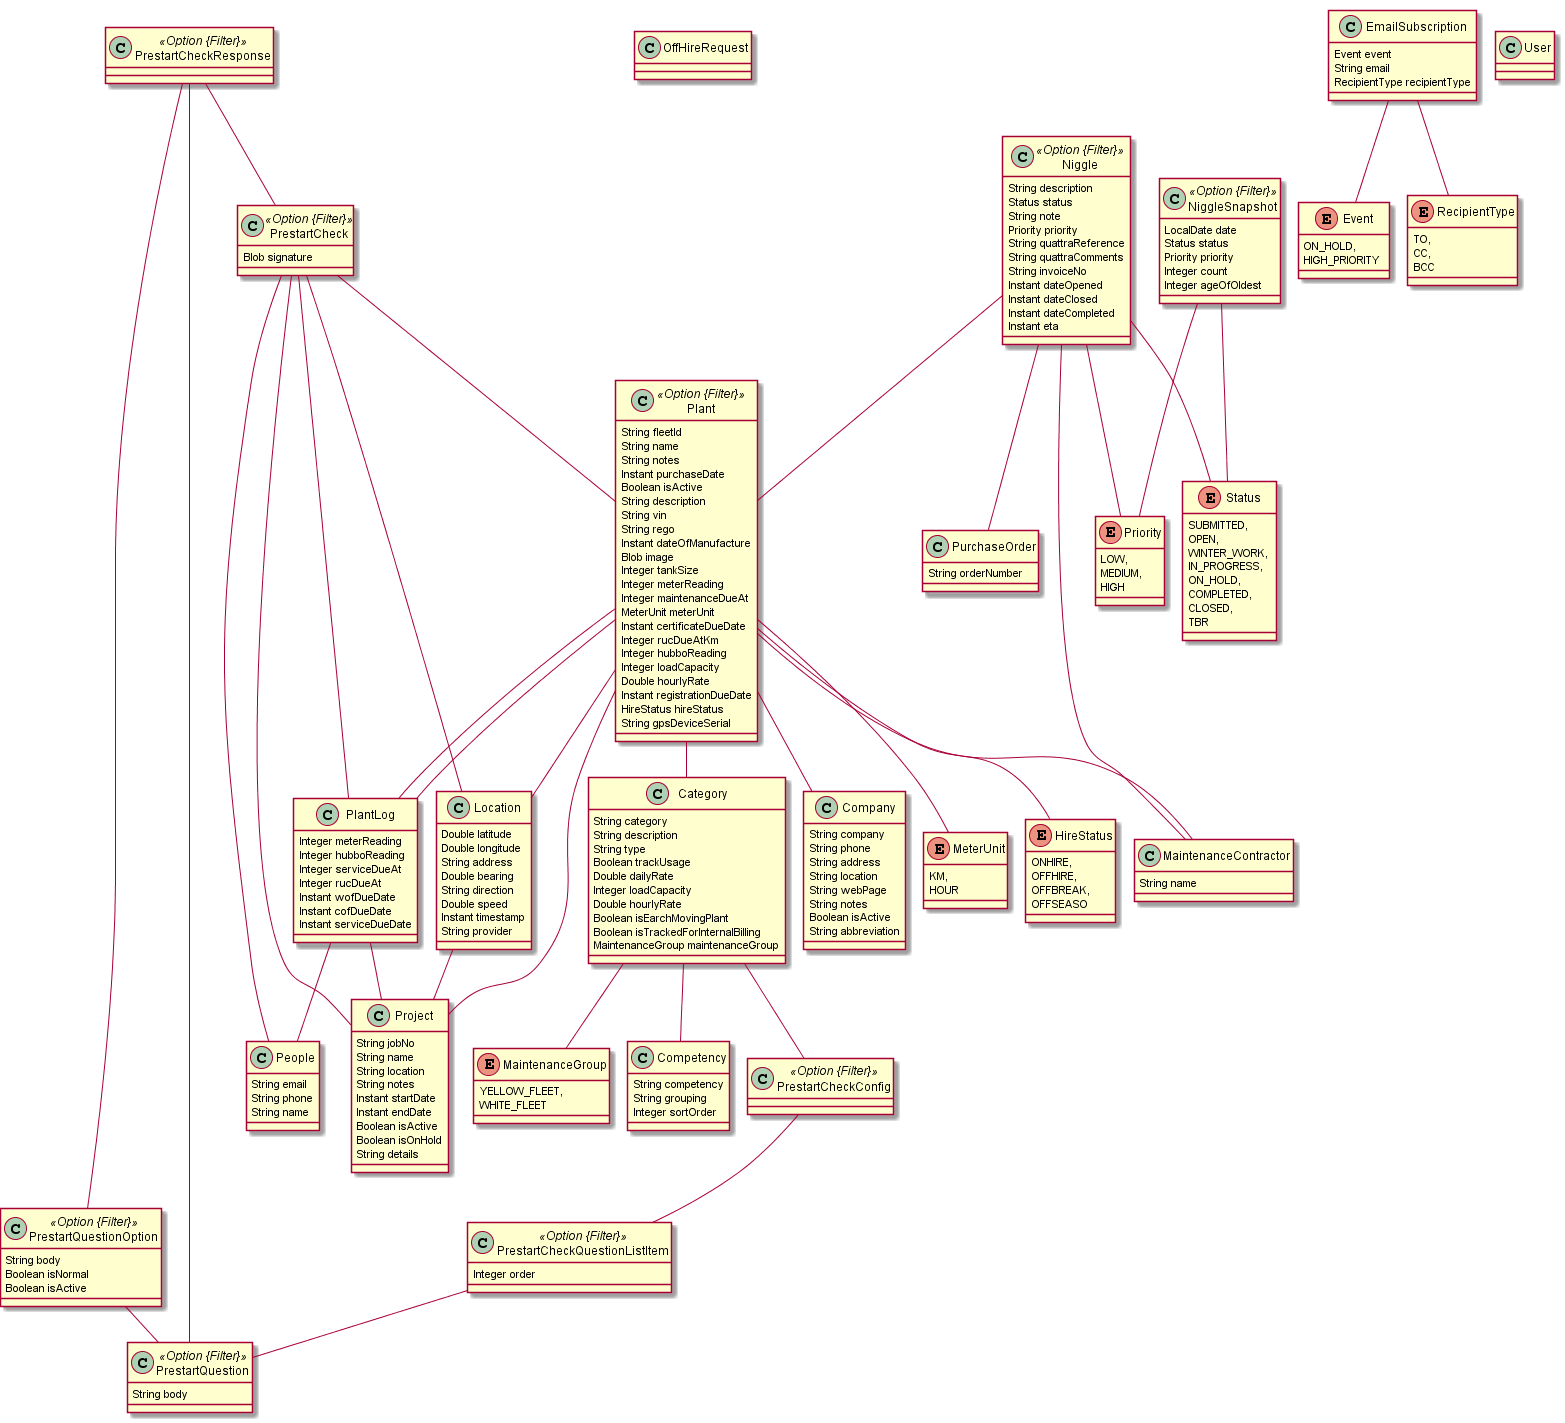 C
«Option {Filter}»
PrestartCheckResponse
C
OffHireRequest
C
EmailSubscription
Event event
String email
RecipientType recipientType
C
User
C
«Option {Filter}»
Niggle
String description
Status status
String note
Priority priority
String quattraReference
String quattraComments
String invoiceNo
Instant dateOpened
Instant dateClosed
Instant dateCompleted
Instant eta
C
«Option {Filter}»
NiggleSnapshot
LocalDate date
Status status
Priority priority
Integer count
Integer ageOfOldest
E
Event
ON_HOLD,
HIGH_PRIORITY
E
RecipientType
TO,
CC,
BCC
C
«Option {Filter}»
PrestartCheck
Blob signature
C
«Option {Filter}»
Plant
String fleetId
String name
String notes
Instant purchaseDate
Boolean isActive
String description
String vin
String rego
Instant dateOfManufacture
Blob image
Integer tankSize
Integer meterReading
Integer maintenanceDueAt
MeterUnit meterUnit
Instant certificateDueDate
Integer rucDueAtKm
Integer hubboReading
Integer loadCapacity
Double hourlyRate
Instant registrationDueDate
HireStatus hireStatus
String gpsDeviceSerial
C
PurchaseOrder
String orderNumber
E
Priority
LOW,
MEDIUM,
HIGH
E
Status
SUBMITTED,
OPEN,
WINTER_WORK,
IN_PROGRESS,
ON_HOLD,
COMPLETED,
CLOSED,
TBR
C
PlantLog
Integer meterReading
Integer hubboReading
Integer serviceDueAt
Integer rucDueAt
Instant wofDueDate
Instant cofDueDate
Instant serviceDueDate
C
Location
Double latitude
Double longitude
String address
Double bearing
String direction
Double speed
Instant timestamp
String provider
C
Category
String category
String description
String type
Boolean trackUsage
Double dailyRate
Integer loadCapacity
Double hourlyRate
Boolean isEarchMovingPlant
Boolean isTrackedForInternalBilling
MaintenanceGroup maintenanceGroup
C
Company
String company
String phone
String address
String location
String webPage
String notes
Boolean isActive
String abbreviation
E
MeterUnit
KM,
HOUR
E
HireStatus
ONHIRE,
OFFHIRE,
OFFBREAK,
OFFSEASO
C
MaintenanceContractor
String name
C
People
String email
String phone
String name
C
Project
String jobNo
String name
String location
String notes
Instant startDate
Instant endDate
Boolean isActive
Boolean isOnHold
String details
E
MaintenanceGroup
YELLOW_FLEET,
WHITE_FLEET
C
Competency
String competency
String grouping
Integer sortOrder
C
«Option {Filter}»
PrestartCheckConfig
C
«Option {Filter}»
PrestartQuestionOption
String body
Boolean isNormal
Boolean isActive
C
«Option {Filter}»
PrestartCheckQuestionListItem
Integer order
C
«Option {Filter}»
PrestartQuestion
String body